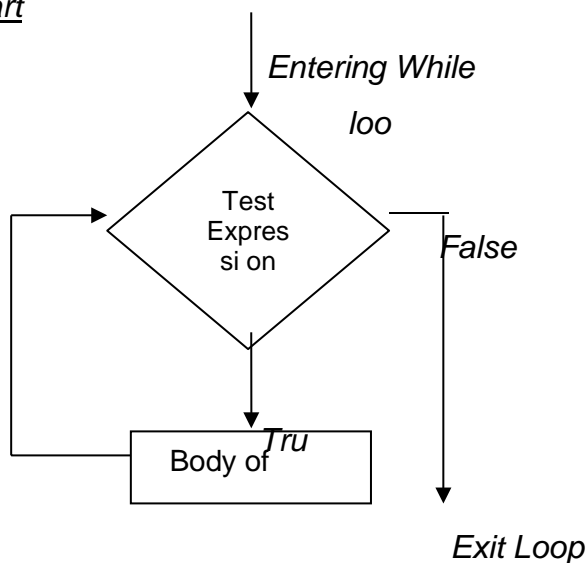 art
Entering While
loo
Test
Expres
si on
False
Tru
Body of
Exit Loop